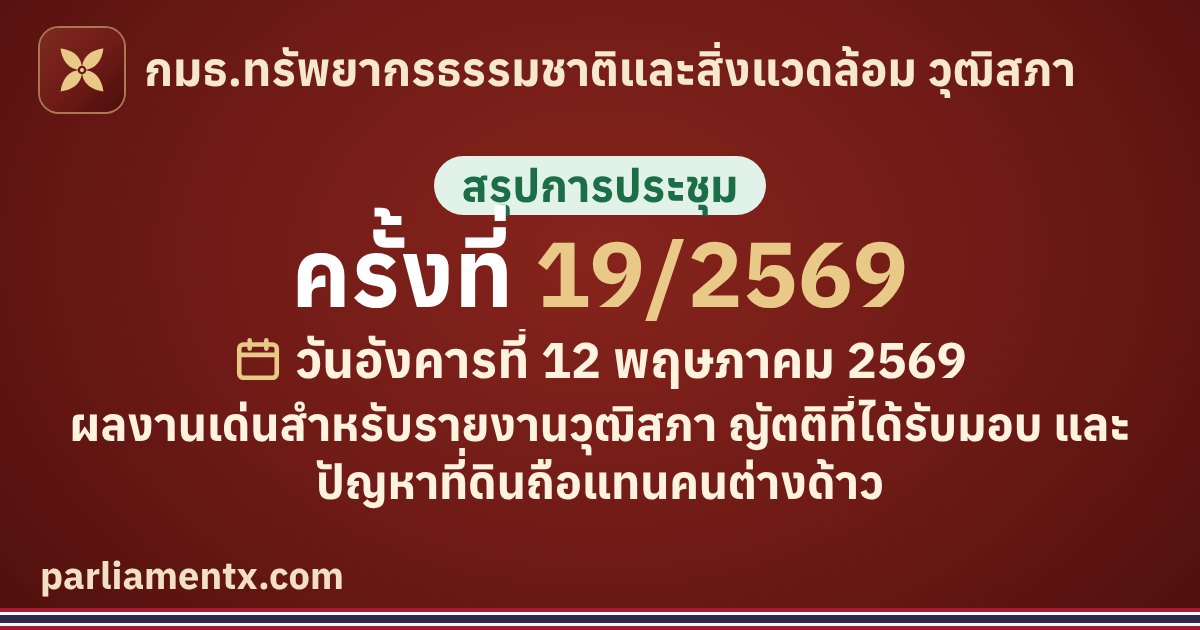 กมธ.ทรัพยากรธรรมชาติและสิ่งแวดล้อม วุฒิสภา
สรุปการประชุม
ครั้งที่ 19/2569
วันอังคารที่ 12 พฤษภาคม 2569
ผลงานเด่นสำหรับรายงานวุฒิสภา ญัตติที่ได้รับมอบ และ
ปัญหาที่ดินถือแทนคนต่างด้าว
parliamentx.com